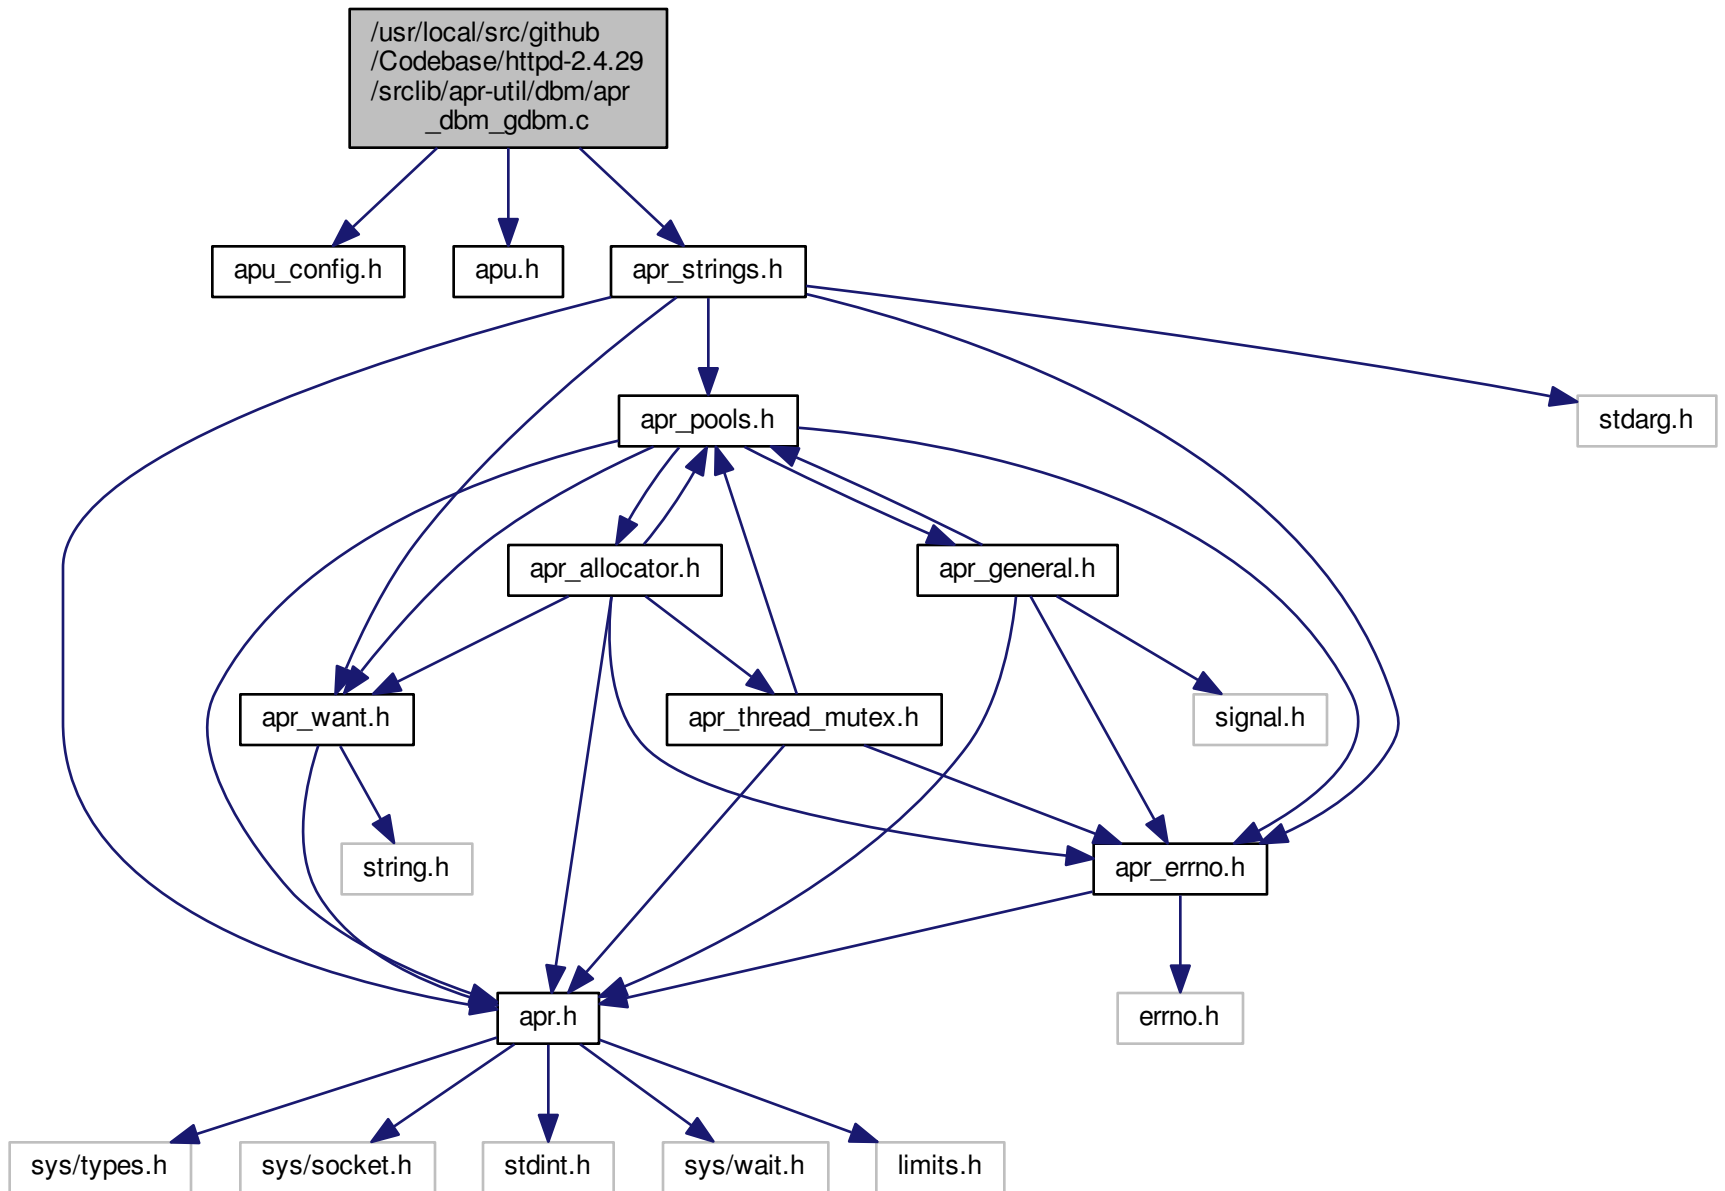 /usr/local/src/github
/Codebase/httpd-2.4.29
/srclib/apr-util/dbm/apr
_dbm_gdbm.c
apu_config.h
apu.h
apr_strings.h
apr_pools.h
stdarg.h
apr_allocator.h
apr_general.h
apr_want.h
apr_thread_mutex.h
signal.h
string.h
apr_errno.h
apr.h
errno.h
sys/types.h
sys/socket.h
stdint.h
sys/wait.h
limits.h